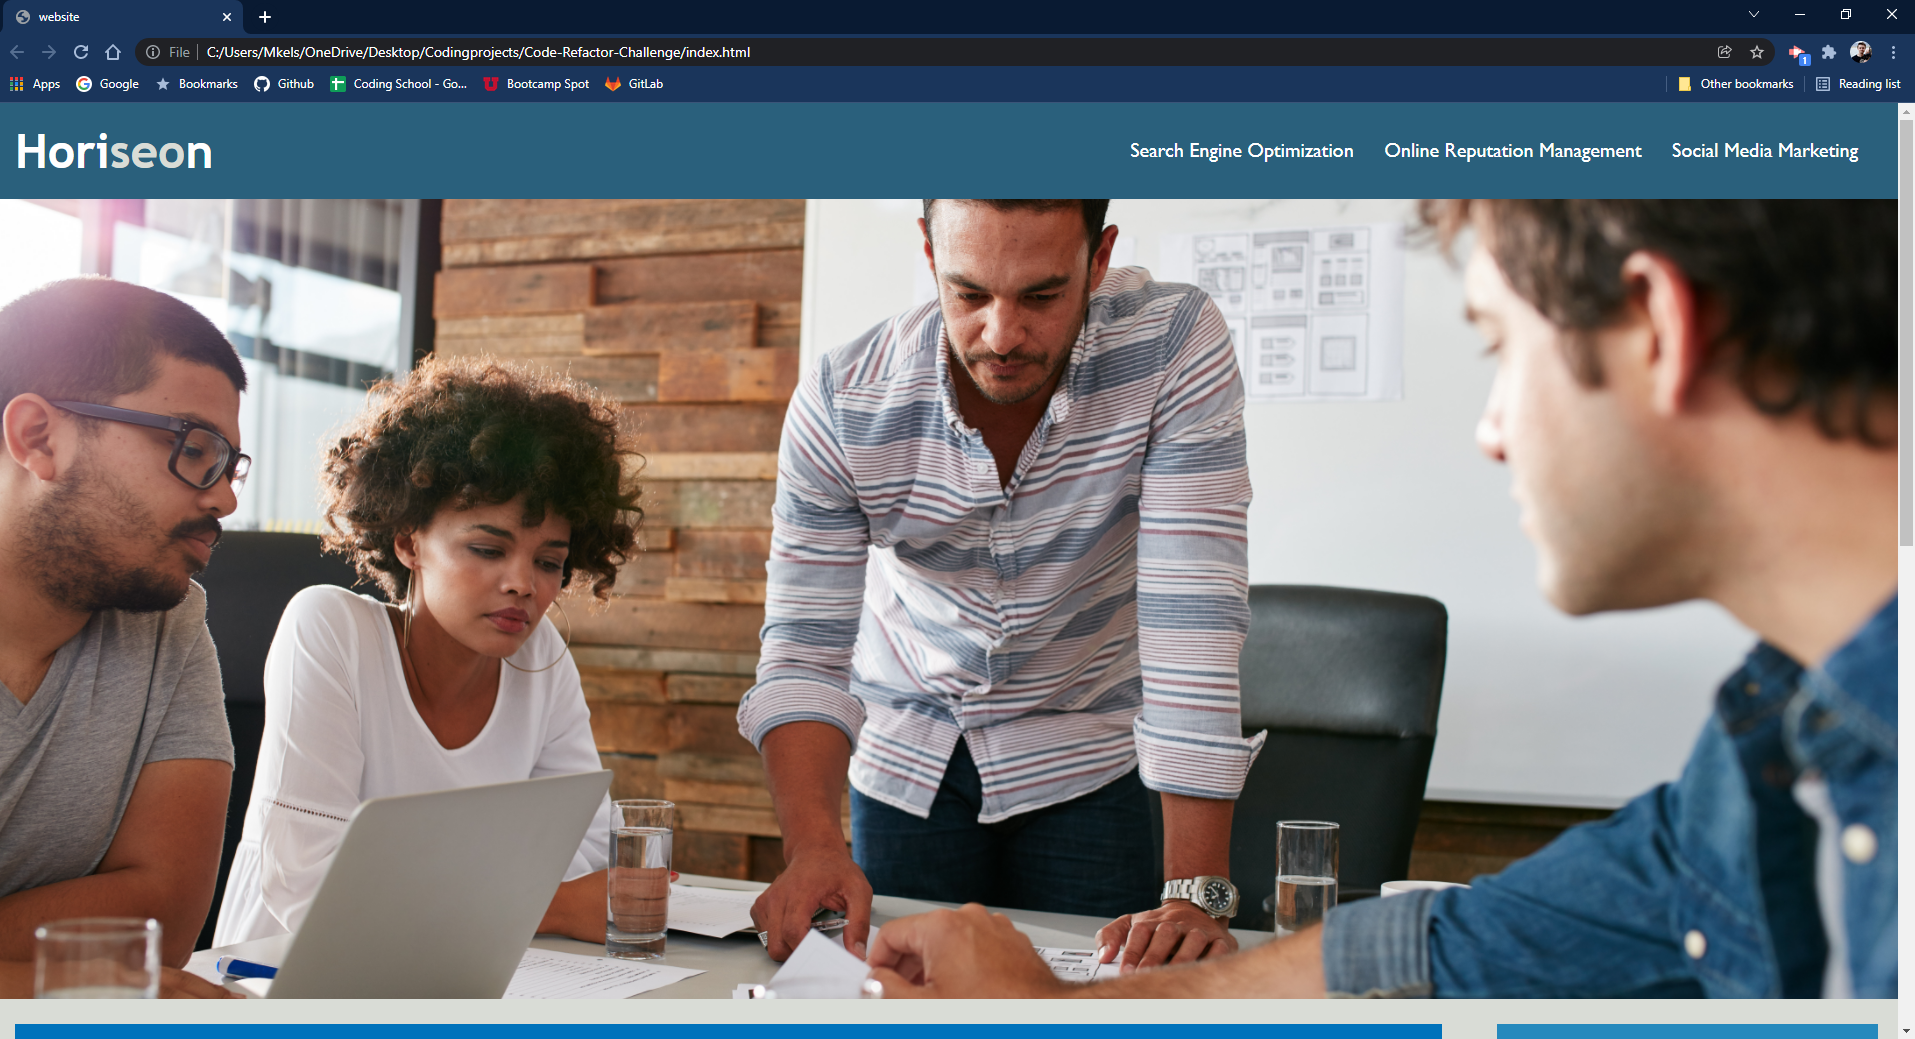 website
File C:/Users/Mkels/OneDrive/Desktop/Codingprojects/Code-Refactor-Challenge/index.html
1
Apps Google Bookmarks Github Coding School - Go... Bootcamp Spot GitLab Other bookmarks Reading list
Horiseon Search Engine Optimization Online Reputation Management Social Media Marketing